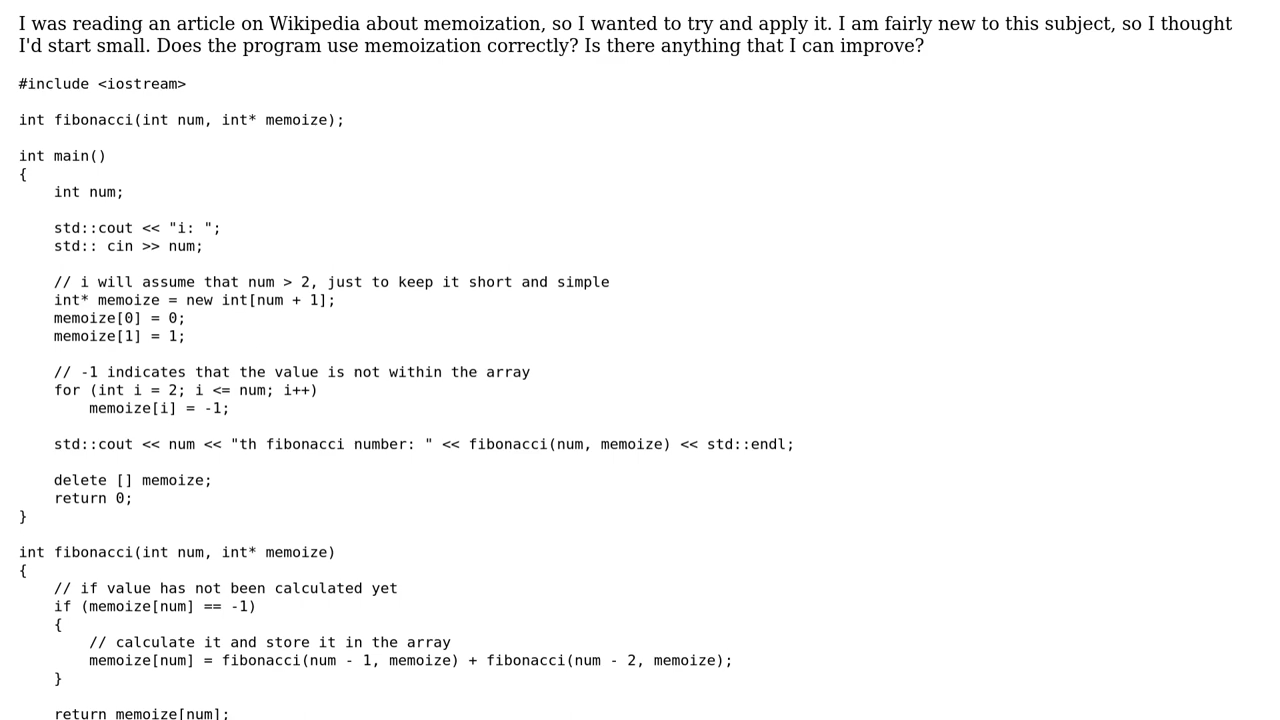 I was reading an article on Wikipedia about memoization, so I wanted to try and apply it. I am fairly new to this subject, so I thought
I'd start small. Does the program use memoization correctly? Is there anything that I can improve?
#include <iostream>
int fibonacci(int num, int* memoize);
int main()
{
    int num;
    std::cout << "i: ";
    std:: cin >> num;
    // i will assume that num > 2, just to keep it short and simple
    int* memoize = new int[num + 1];
    memoize[0] = 0;
    memoize[1] = 1;
    // -1 indicates that the value is not within the array
    for (int i = 2; i <= num; i++)
        memoize[i] = -1;
    std::cout << num << "th fibonacci number: " << fibonacci(num, memoize) << std::endl;
    delete [] memoize;
    return 0;
}
int fibonacci(int num, int* memoize)
{
    // if value has not been calculated yet
    if (memoize[num] == -1)
    {
        // calculate it and store it in the array
        memoize[num] = fibonacci(num - 1, memoize) + fibonacci(num - 2, memoize);
    }
    return memoize[num];